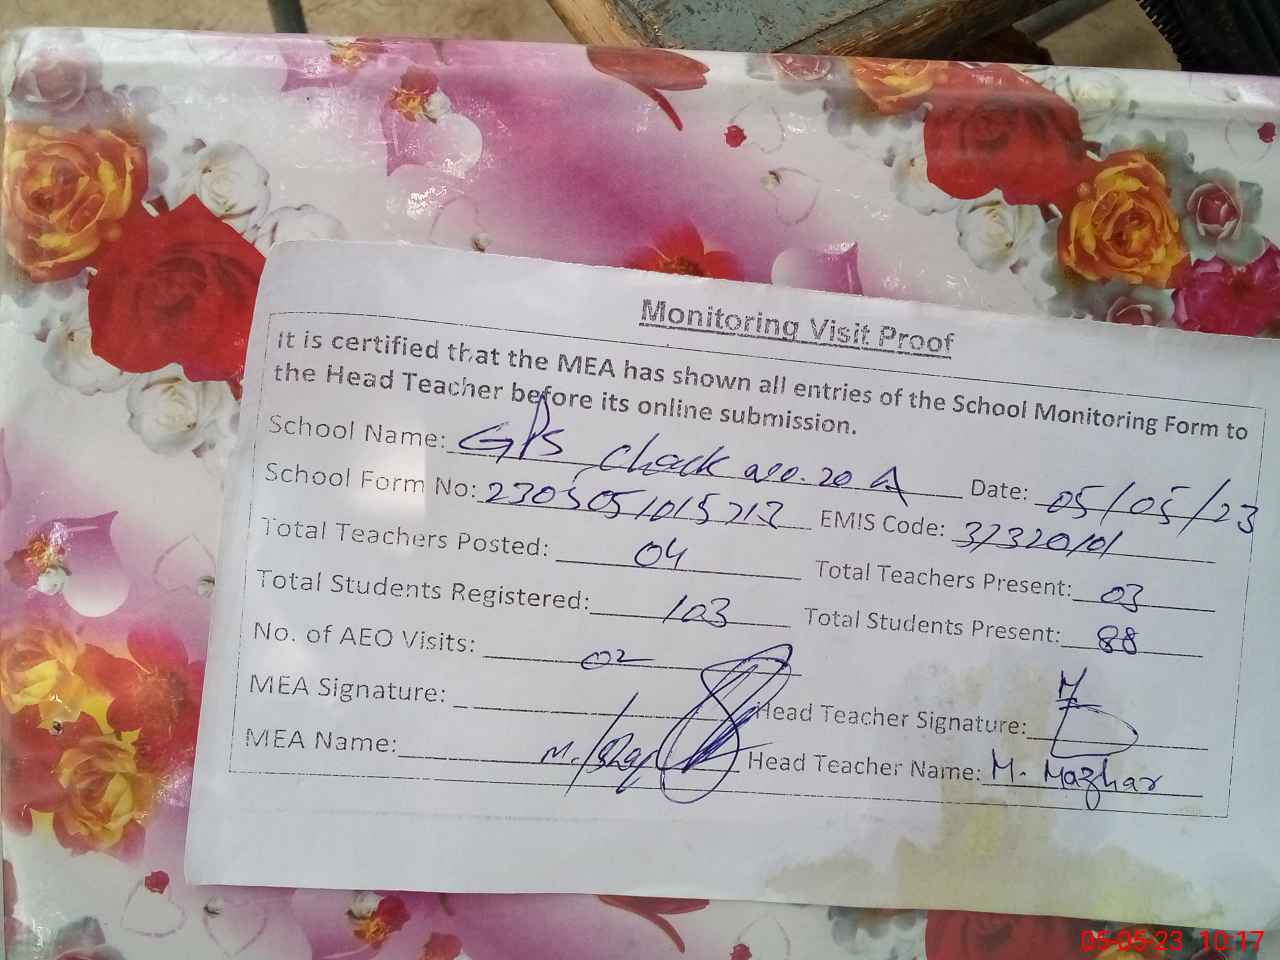 Monitoring Visit Proof
It is certified that the MEA has shown all entries of the School Monitoring Form to
the Head Teacher before its online submission.
School Name: GPS, Chack no. 20 A Date: 05/05/23
School Form No: 2305051015713 EMIS Code: 37320101
Total Teachers Posted: 04 Total Teachers Present: 03
Total Students Registered: 103 Total Students Present: 88
No. of AEO Visits: 02
MEA Signature: Head Teacher Signature:
MEA Name: M. Head Teacher Name: M. Mazhar
05-05-23 10:17